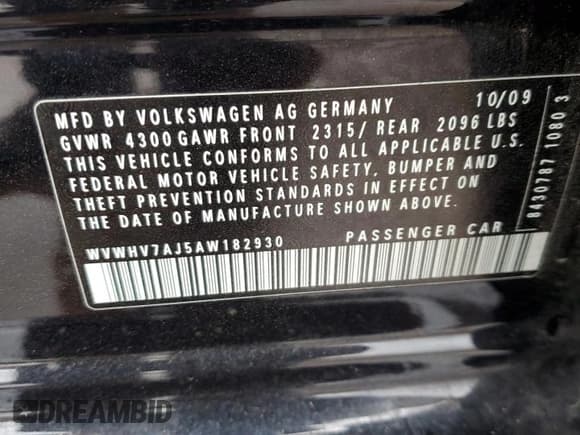 MFD BY VOLKSWAGEN AG GERMANY 10/09
GVWR 4300 GAWR FRONT 2315/ REAR 2096 LBS
THIS VEHICLE CONFORMS TO ALL APPLICABLE U.S.
FEDERAL MOTOR VEHICLE SAFETY, BUMPER AND
THEFT PREVENTION STANDARDS IN EFFECT ON
THE DATE OF MANUFACTURE SHOWN ABOVE.
WVWHV7AJ5AW182930 PASSENGER CAR
8430787 1080 3
DREAMBID